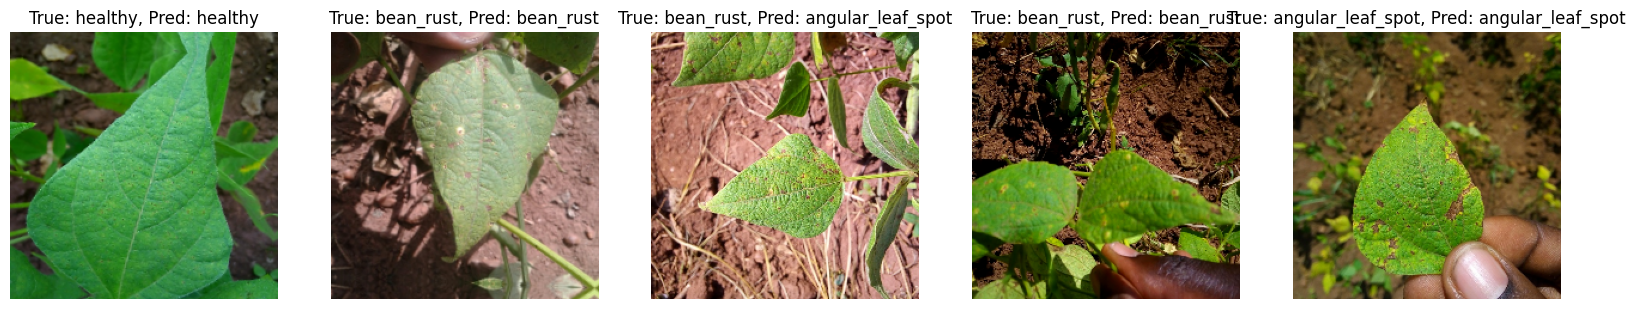 True: healthy, Pred: healthy
True: bean_rust, Pred: bean_rust
True: bean_rust, Pred: angular_leaf_spot
True: bean_rust, Pred: bean_rust
True: angular_leaf_spot, Pred: angular_leaf_spot